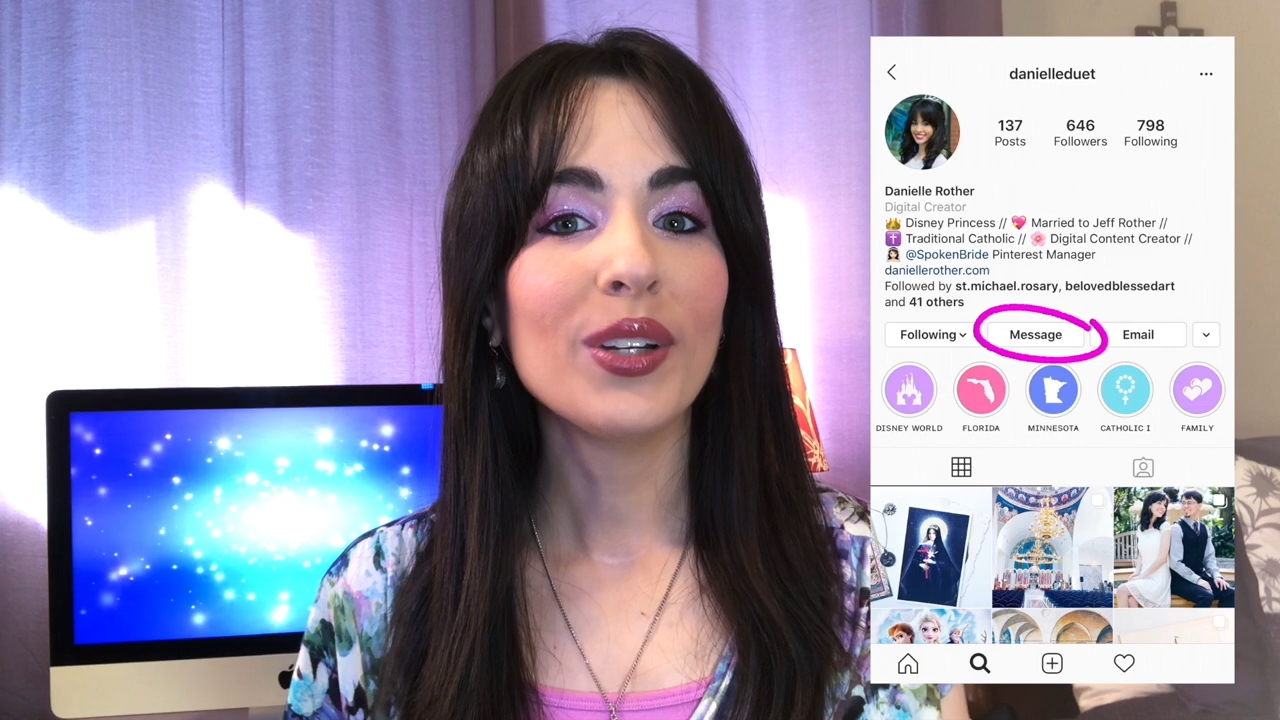 danielleduet
137 646 798
Posts Followers Following
Danielle Rother
Digital Creator
👑 Disney Princess // 💖 Married to Jeff Rother //
✝️ Traditional Catholic // 🌸 Digital Content Creator //
👰🏻 @SpokenBride Pinterest Manager
daniellerother.com
Followed by st.michael.rosary, belovedblessedart
and 41 others
Following Message Email
DISNEY WORLD FLORIDA MINNESOTA CATHOLIC I FAMILY